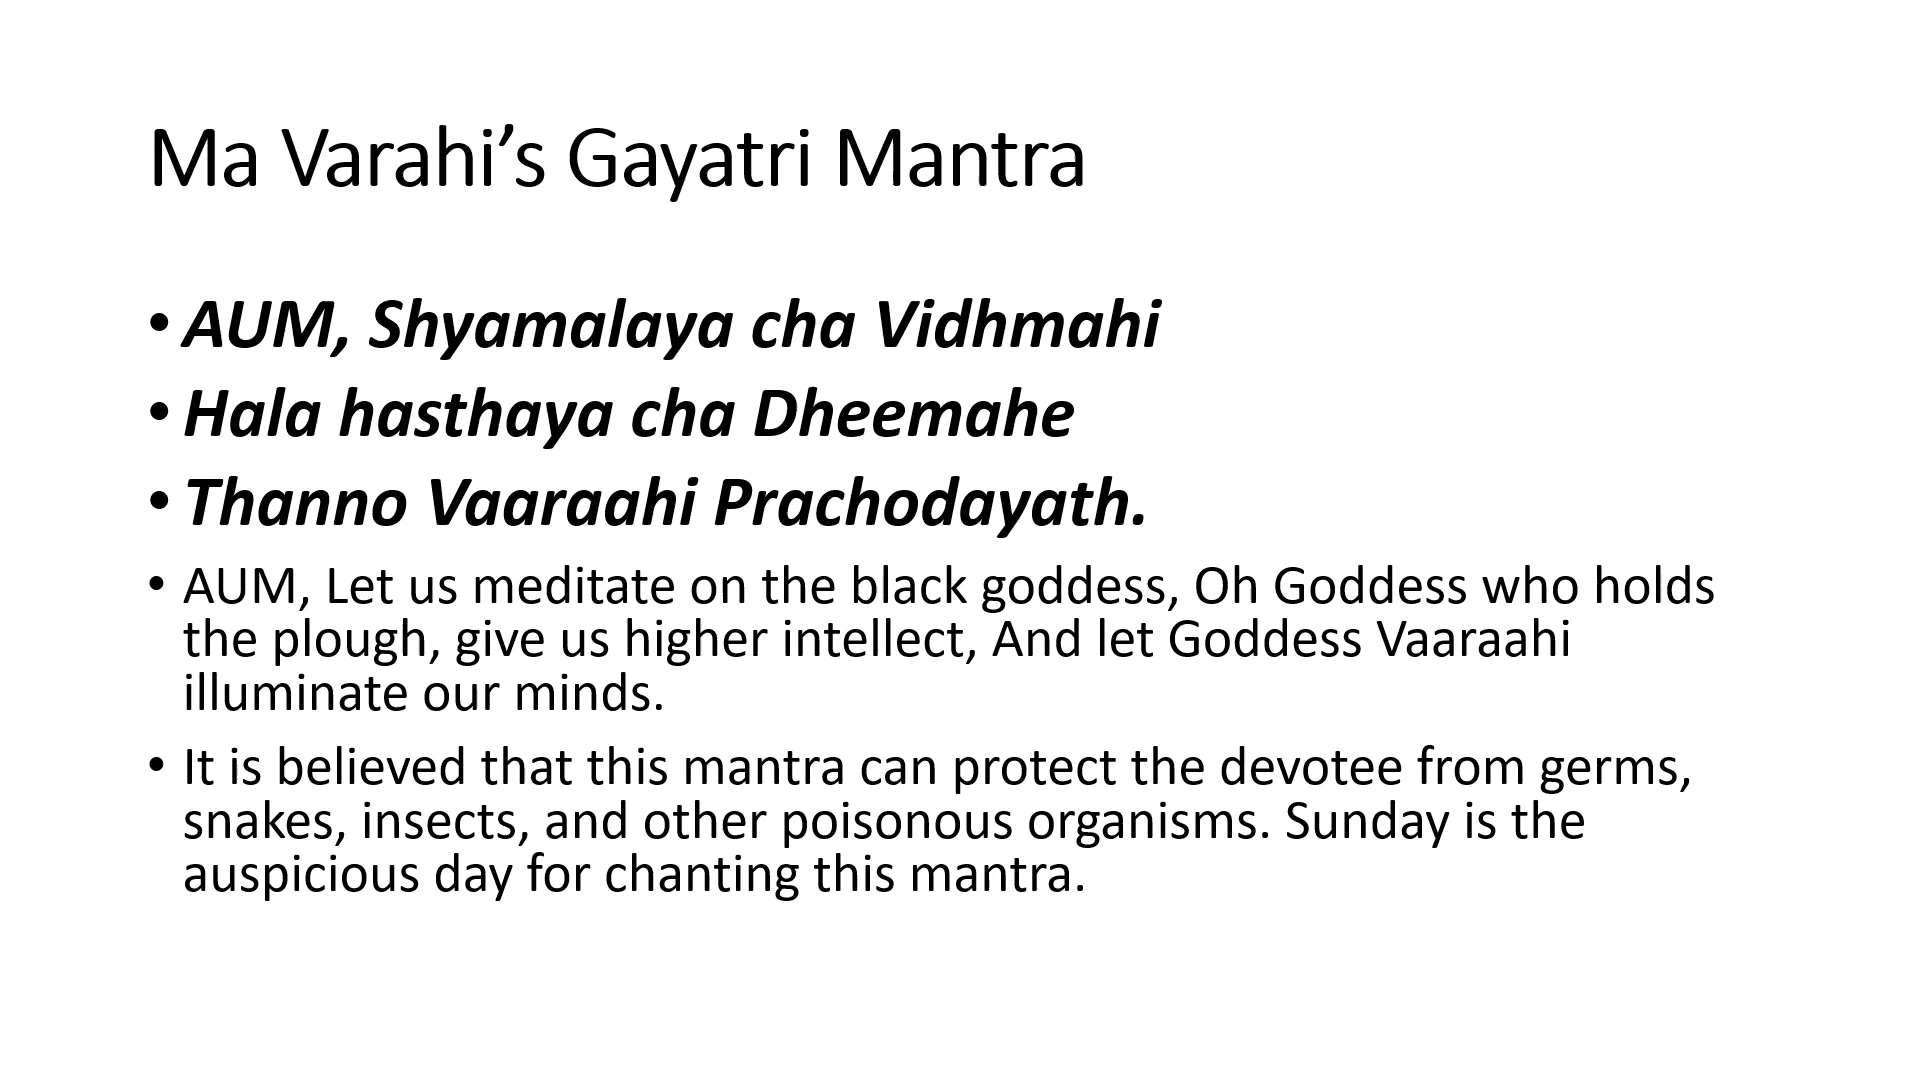 Ma Varahi’s Gayatri Mantra
• AUM, Shyamalaya cha Vidhmahi
• Hala hasthaya cha Dheemahe
• Thanno Vaaraahi Prachodayath.
• AUM, Let us meditate on the black goddess, Oh Goddess who holds
the plough, give us higher intellect, And let Goddess Vaaraahi
illuminate our minds.
• It is believed that this mantra can protect the devotee from germs,
snakes, insects, and other poisonous organisms. Sunday is the
auspicious day for chanting this mantra.